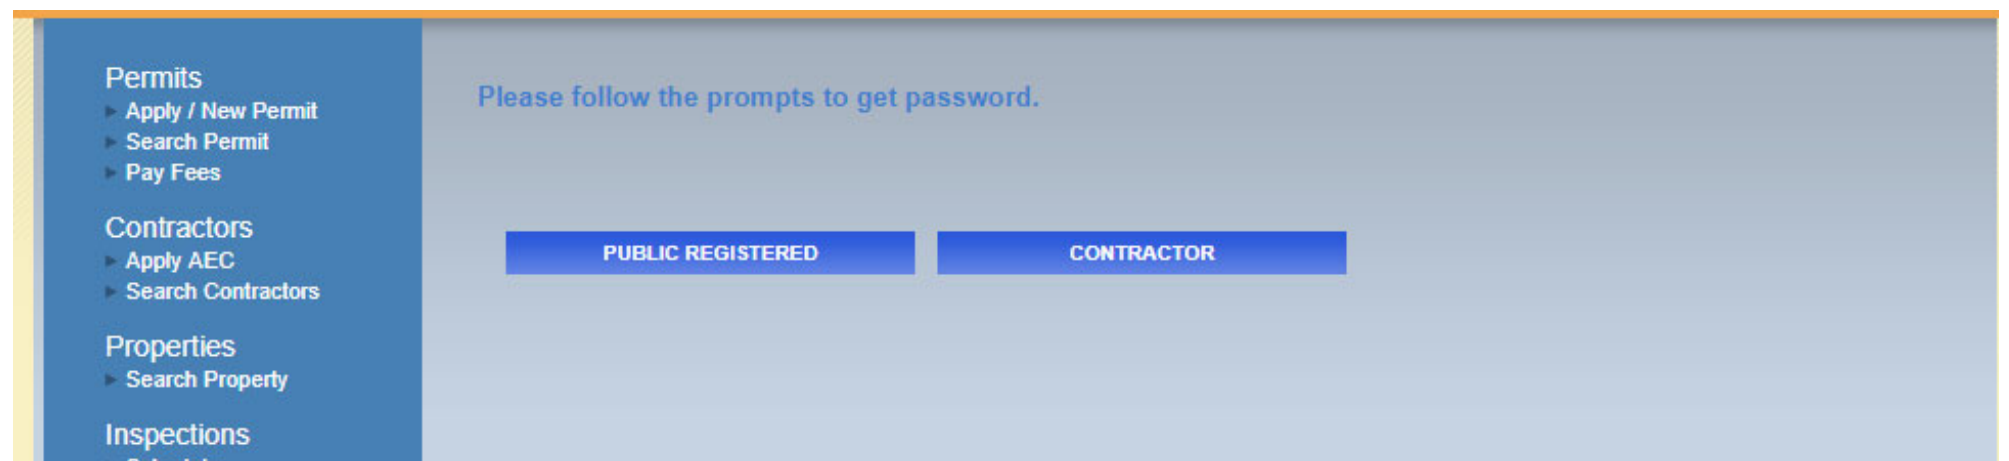 Permits
Apply / New Permit
Search Permit
Pay Fees
Contractors
Apply AEC
Search Contractors
Properties
Search Property
Inspections
Please follow the prompts to get password.
PUBLIC REGISTERED
CONTRACTOR